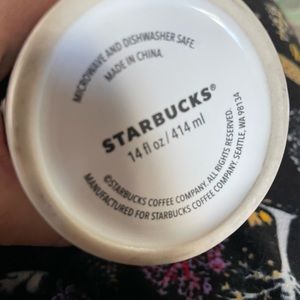 MICROWAVE AND DISHWASHER SAFE.
MADE IN CHINA.
STARBUCKS®
14 fl oz / 414 ml
©STARBUCKS COFFEE COMPANY. ALL RIGHTS RESERVED.
MANUFACTURED FOR STARBUCKS COFFEE COMPANY, SEATTLE, WA 98134